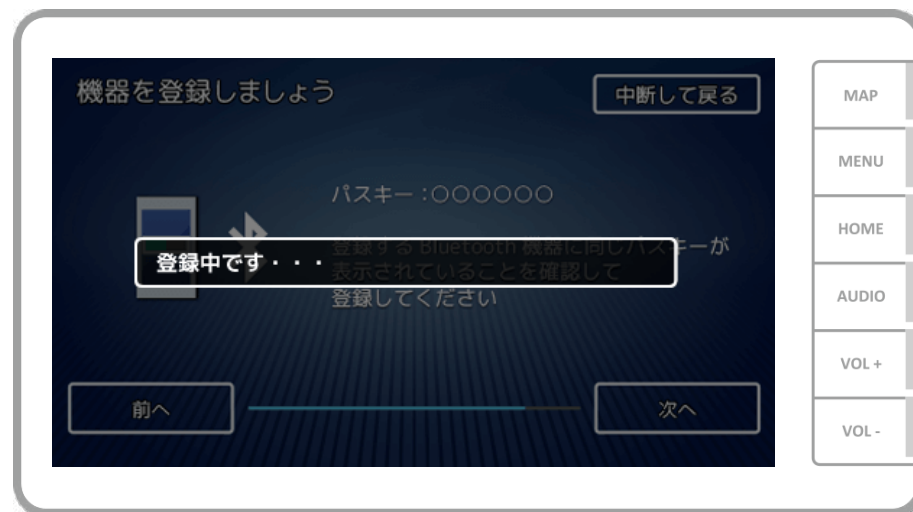 機器を登録しましょう
中断して戻る
パスキー:○○○○○○
登録する Bluetooth 機器に同じパスキーが
表示されていることを確認して
登録してください
登録中です・・・
前へ
次へ
MAP
MENU
HOME
AUDIO
VOL +
VOL -